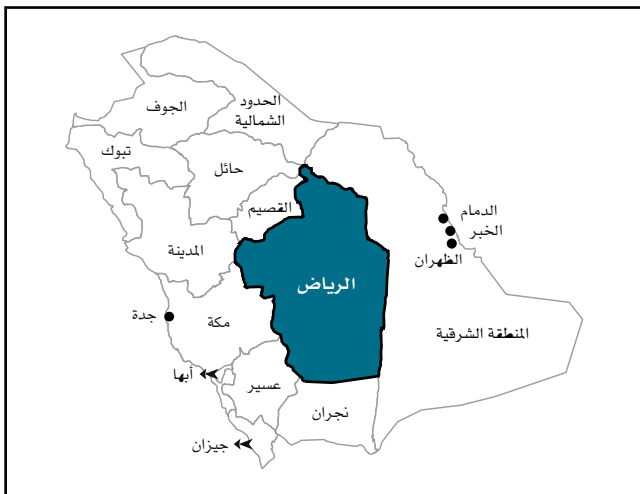 الحدود
الشمالية
الجوف
تبوك
حائل
القصيم
الدمام
الخبر
الظهران
المدينة
الرياض
جدة
مكة
المنطقة الشرقية
أبها
عسير
نجران
جيزان